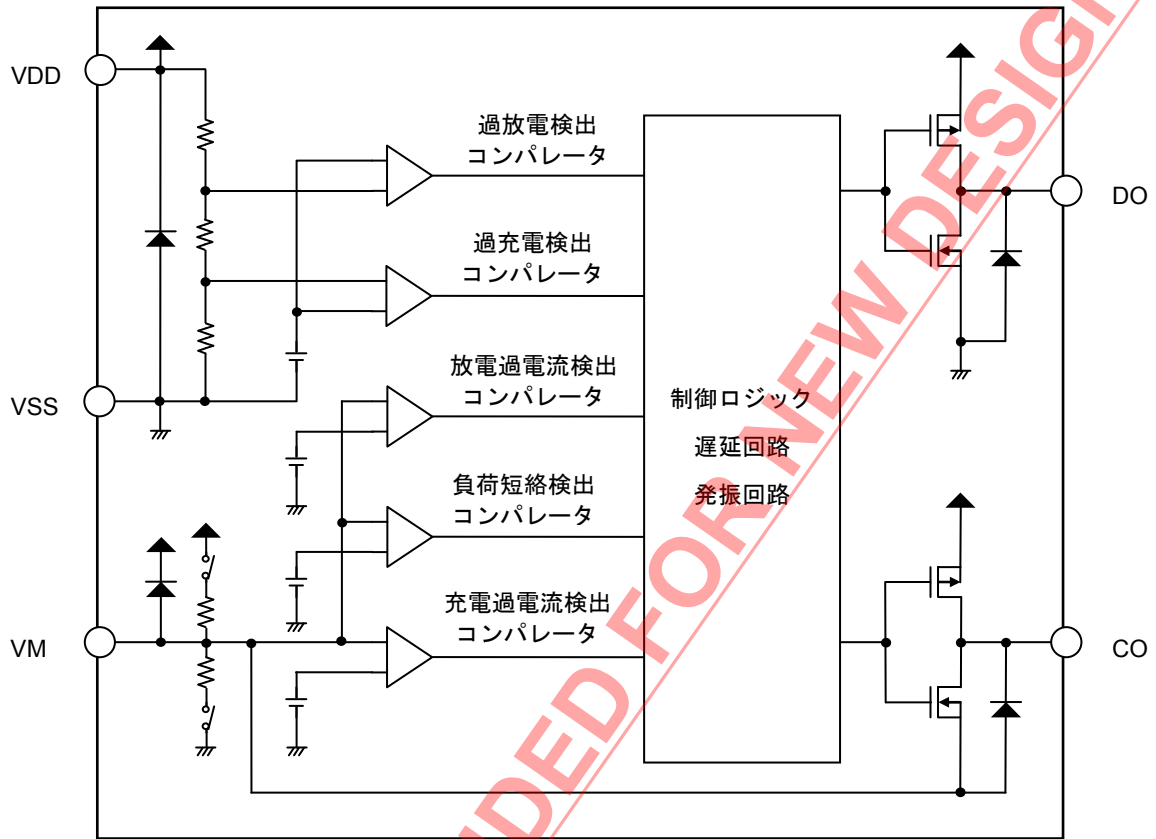 VDD
過放電検出
コンパレータ
DO
過充電検出
コンパレータ
放電過電流検出
コンパレータ
VSS
制御ロジック
遅延回路
発振回路
負荷短絡検出
コンパレータ
充電過電流検出
コンパレータ
VM
CO
DED FOR NEW DESIG